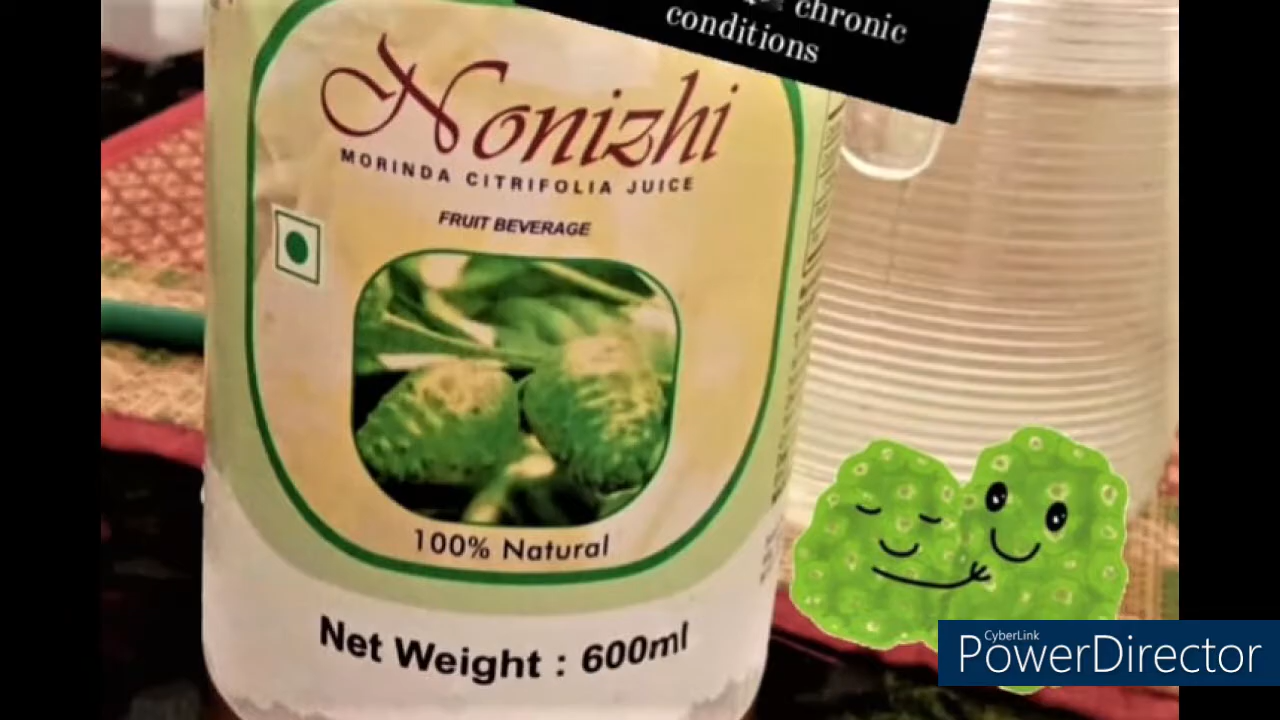 chronic
conditions
Nonizhi
MORINDA CITRIFOLIA JUICE
FRUIT BEVERAGE
100% Natural
Net Weight : 600ml
CyberLink
PowerDirector